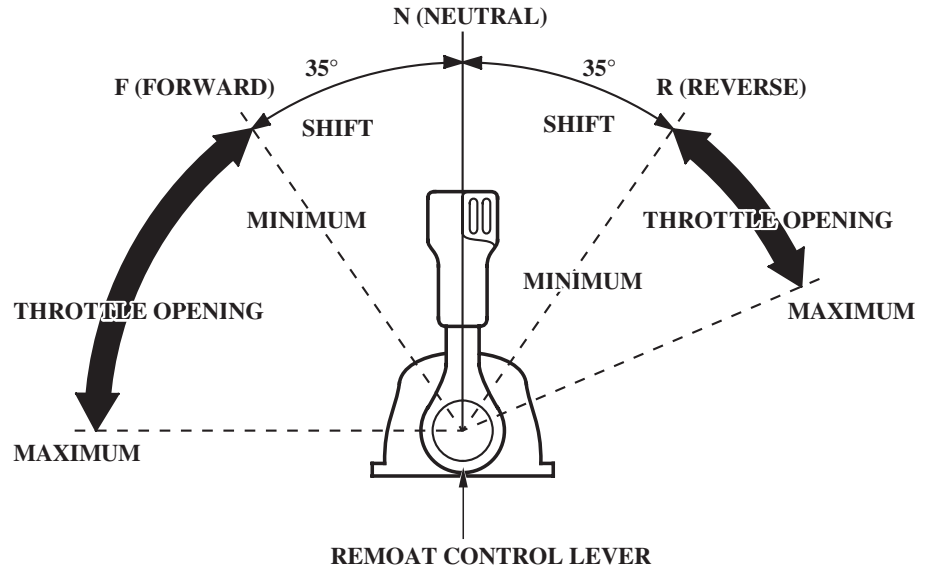 N (NEUTRAL)
35°
35°
F (FORWARD)
R (REVERSE)
SHIFT
SHIFT
MINIMUM
THROTTLE OPENING
MINIMUM
THROTTLE OPENING
MAXIMUM
MAXIMUM
REMOAT CONTROL LEVER